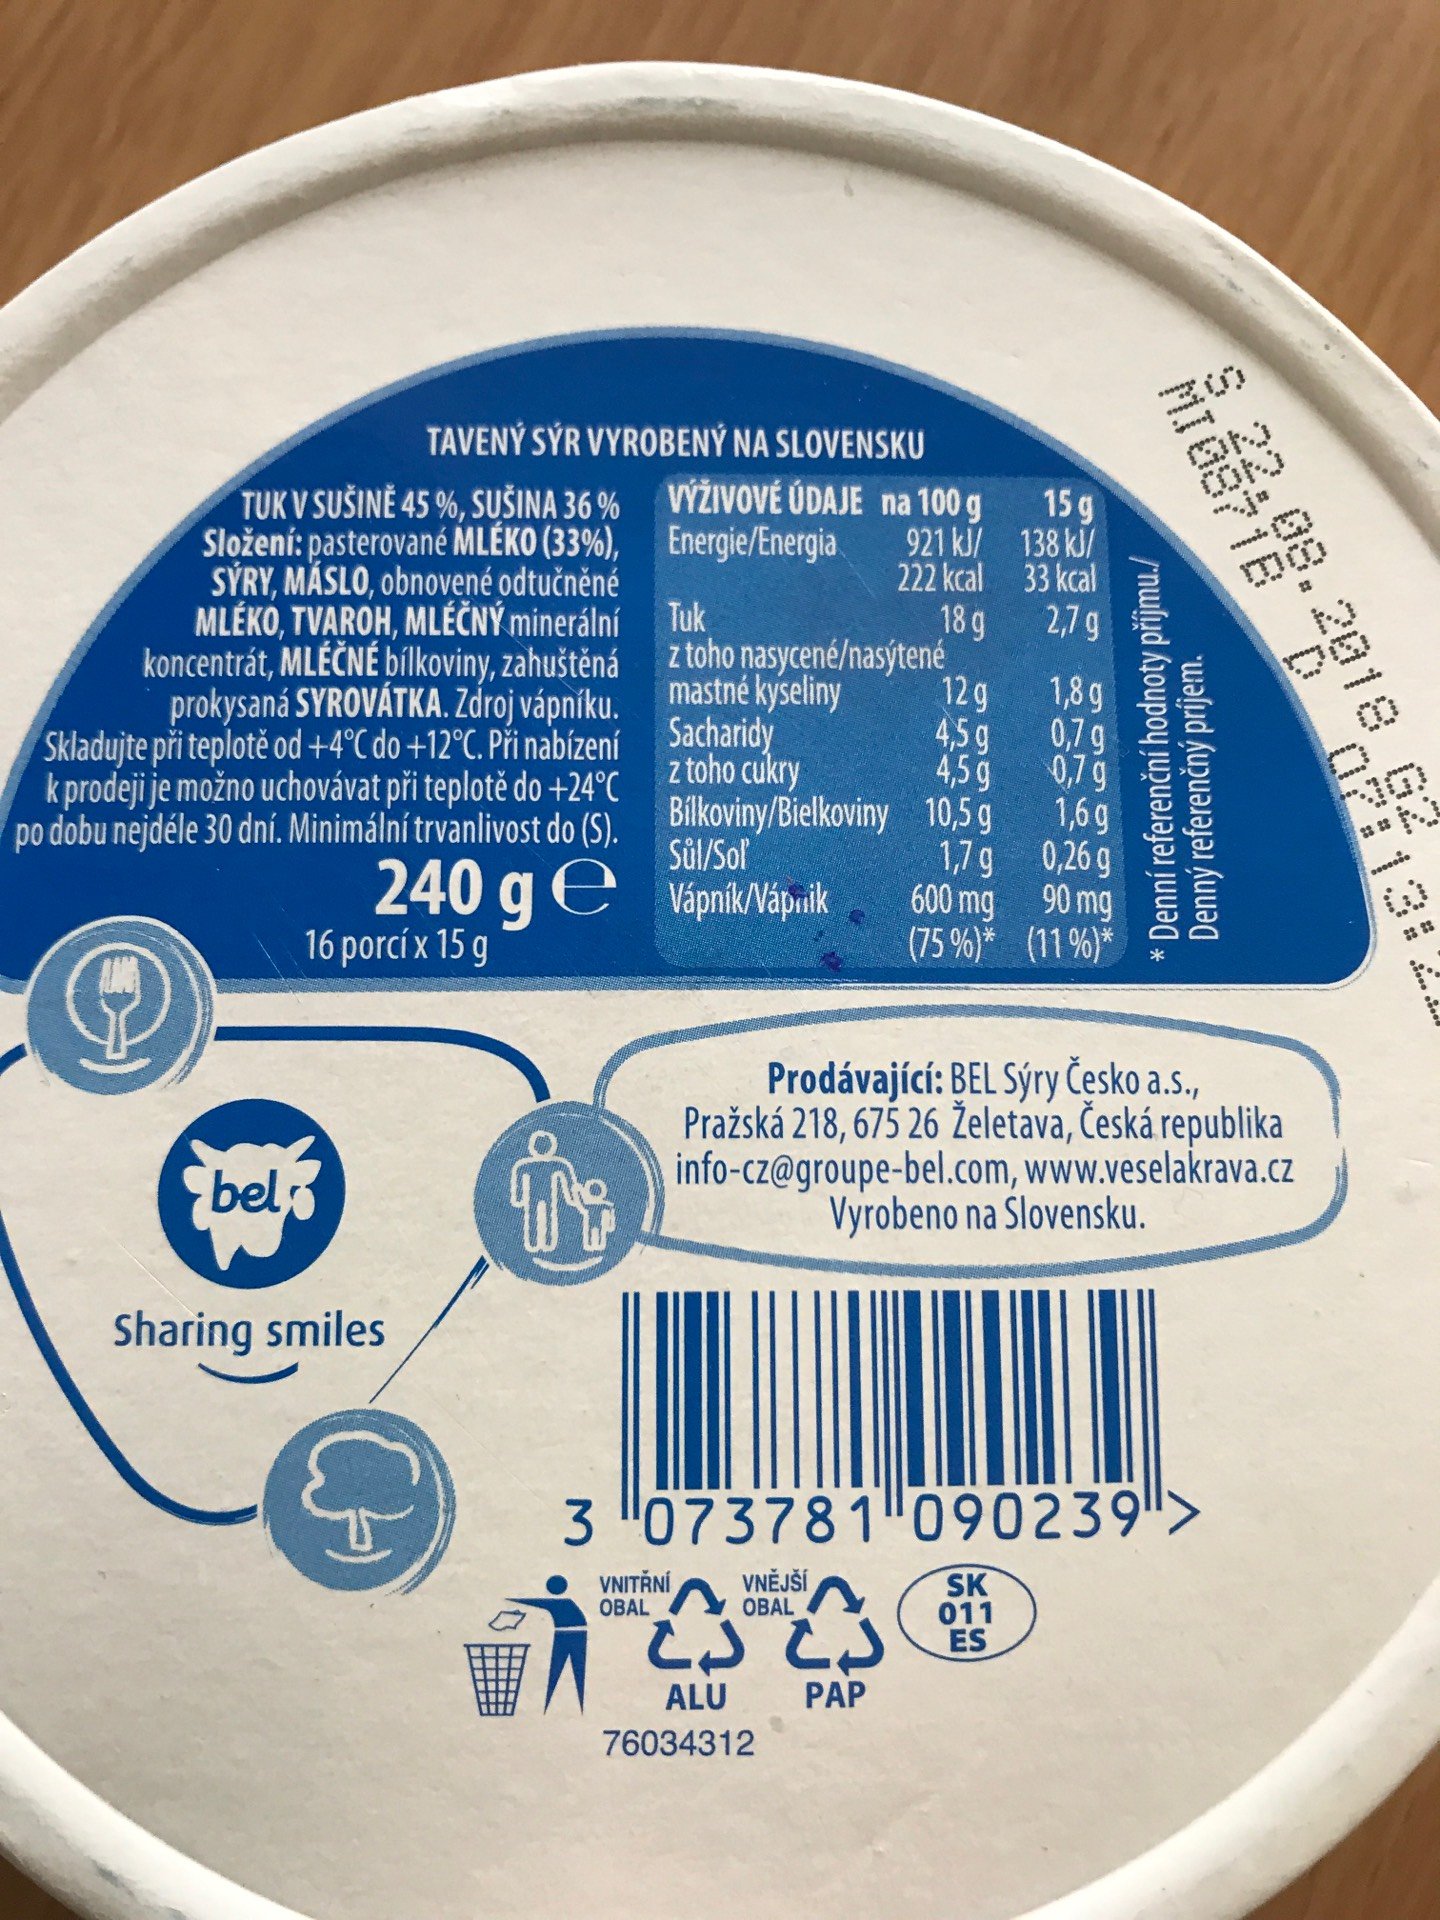 TAVENÝ SÝR VYROBENÝ NA SLOVENSKU
TUK V SUŠINĚ 45 %, SUŠINA 36 %
Složení: pasterované MLÉKO (33%),
SÝRY, MÁSLO, obnovené odtučněné
MLÉKO, TVAROH, MLÉČNÝ minerální
koncentrát, MLÉČNÉ bílkoviny, zahuštěná
prokysaná SYROVÁTKA. Zdroj vápníku.
Skladujte při teplotě od +4°C do +12°C. Při nabízení
k prodeji je možno uchovávat při teplotě do +24°C
po dobu nejdéle 30 dní. Minimální trvanlivost do (S).
240 g e
16 porcí x 15 g
VÝŽIVOVÉ ÚDAJE na 100 g 15 g
Energie/Energia 921 kJ/ 138 kJ/
222 kcal 33 kcal
Tuk 18 g 2,7 g
z toho nasycené/nasýtené
mastné kyseliny 12 g 1,8 g
Sacharidy 4,5 g 0,7 g
z toho cukry 4,5 g 0,7 g
Bílkoviny/Bielkoviny 10,5 g 1,6 g
Sůl/Soľ 1,7 g 0,26 g
Vápník/Vápnik 600 mg 90 mg
(75 %)* (11 %)*
* Denní referenční hodnoty příjmu./
Denný referenčný príjem.
S 22.08.2018 G2
MT0871B D
Prodávající: BEL Sýry Česko a.s.,
Pražská 218, 675 26 Želetava, Česká republika
info-cz@groupe-bel.com, www.veselakrava.cz
Vyrobeno na Slovensku.
bel
Sharing smiles
3 073781 090239 >
VNITŘNÍ
OBAL
VNĚJŠÍ
OBAL
SK
011
ES
ALU
PAP
76034312